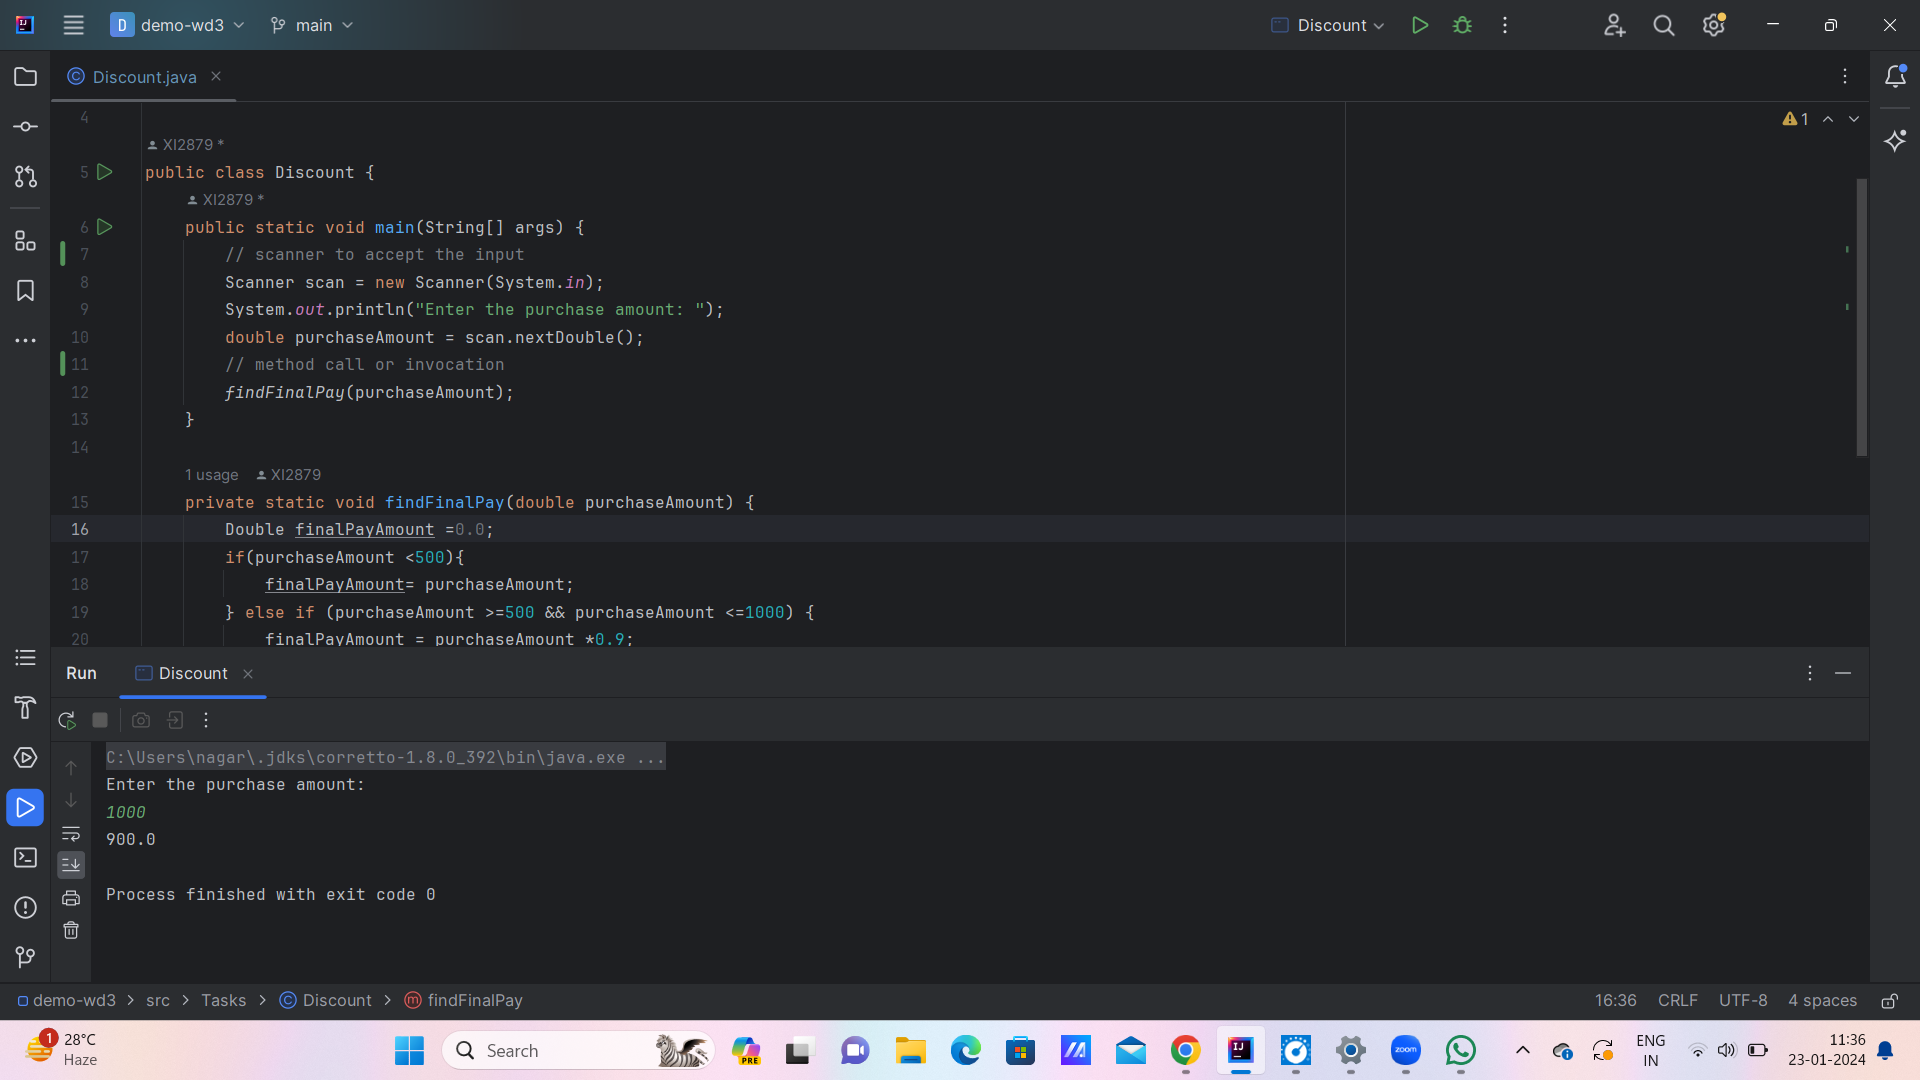 D demo-wd3 main Discount
Discount.java
4
XI2879 *
5 public class Discount {
XI2879 *
6 public static void main(String[] args) {
7 // scanner to accept the input
8 Scanner scan = new Scanner(System.in);
9 System.out.println("Enter the purchase amount: ");
10 double purchaseAmount = scan.nextDouble();
11 // method call or invocation
12 findFinalPay(purchaseAmount);
13 }
14
1 usage XI2879
15 private static void findFinalPay(double purchaseAmount) {
16 Double finalPayAmount =0.0;
17 if(purchaseAmount <500){
18 finalPayAmount= purchaseAmount;
19 } else if (purchaseAmount >=500 && purchaseAmount <=1000) {
20 finalPayAmount = purchaseAmount *0.9;
1
Run Discount
C:\Users\nagar\.jdks\corretto-1.8.0_392\bin\java.exe ...
Enter the purchase amount:
1000
900.0
Process finished with exit code 0
demo-wd3 > src > Tasks > Discount > findFinalPay 16:36 CRLF UTF-8 4 spaces
1 28°C
Haze
Search
PRE
zoom
ENG
IN
11:36
23-01-2024